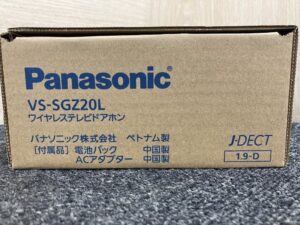 Panasonic®
VS-SGZ20L
ワイヤレステレビドアホン
パナソニック株式会社 ベトナム製
[付属品] 電池パック 中国製
ACアダプター 中国製
J-DECT
1.9-D